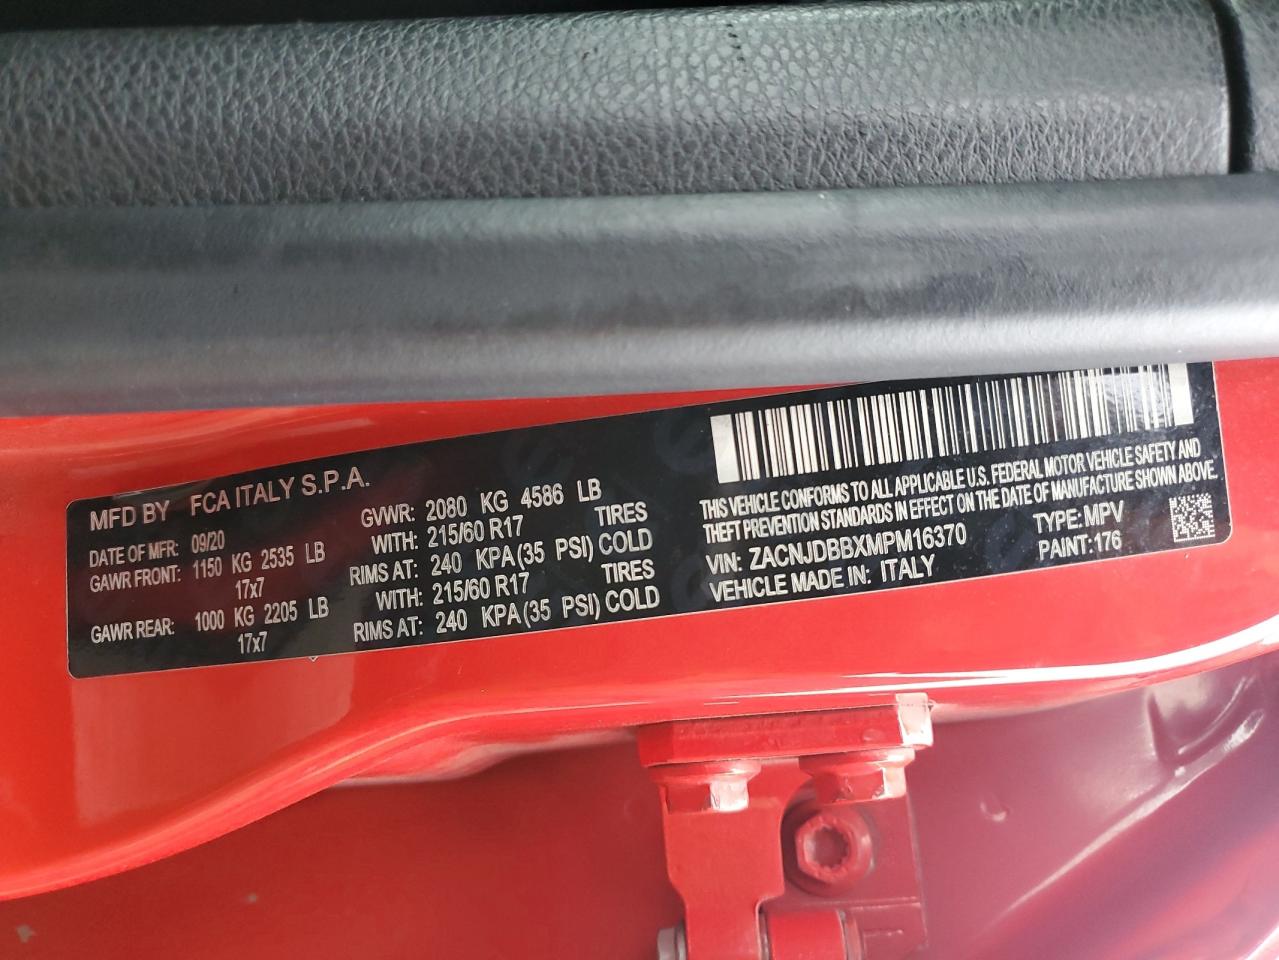 MFD BY FCA ITALY S.P.A.
DATE OF MFR: 09/20 GVWR: 2080 KG 4586 LB
GAWR FRONT: 1150 KG 2535 LB WITH: 215/60 R17 TIRES
17x7 RIMS AT: 240 KPA(35 PSI) COLD
GAWR REAR: 1000 KG 2205 LB WITH: 215/60 R17 TIRES
17x7 RIMS AT: 240 KPA(35 PSI) COLD
THIS VEHICLE CONFORMS TO ALL APPLICABLE U.S. FEDERAL MOTOR VEHICLE SAFETY AND
THEFT PREVENTION STANDARDS IN EFFECT ON THE DATE OF MANUFACTURE SHOWN ABOVE.
VIN: ZACNJDBBXMPM16370 TYPE: MPV
VEHICLE MADE IN: ITALY PAINT: 176